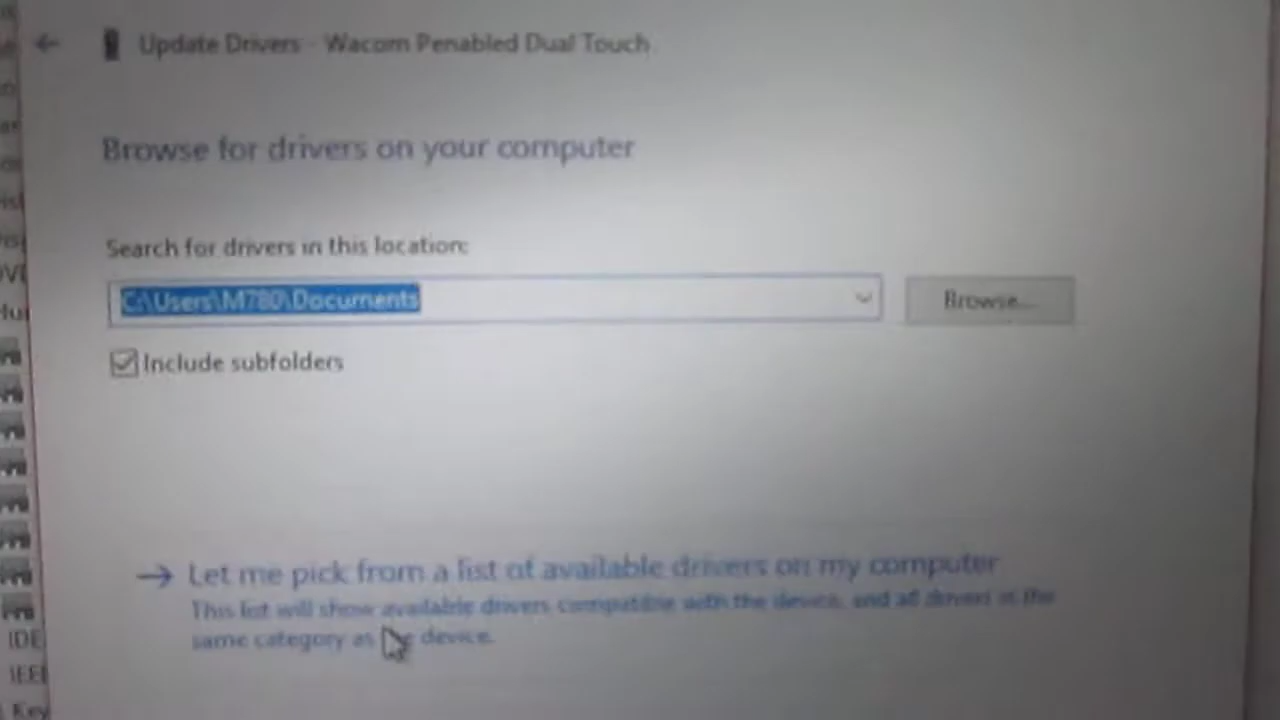 Update Drivers - Wacom Penabled Dual Touch
Browse for drivers on your computer
Search for drivers in this location:
C:\Users\M780\Documents
Browse...
Include subfolders
Let me pick from a list of available drivers on my computer
This list will show available drivers compatible with the device, and all drivers in the
same category as device.
IDE
Key